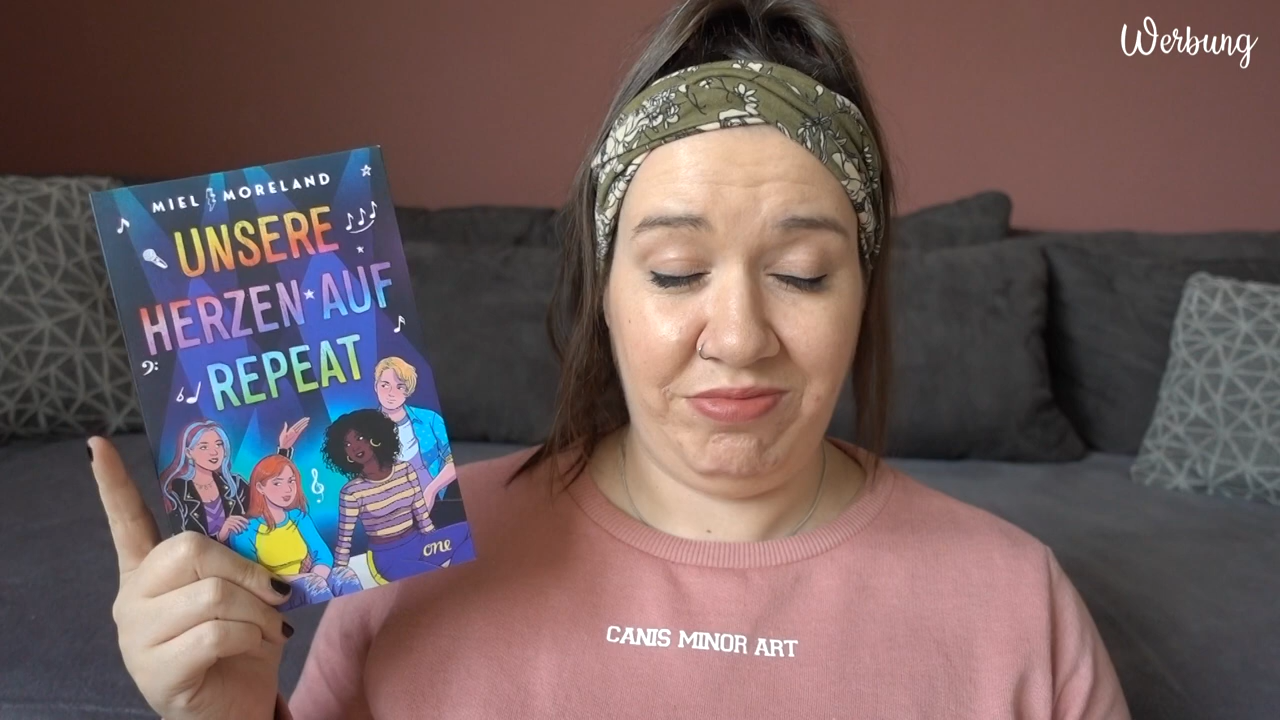 Werbung
MIEL MORELAND
UNSERE
HERZEN AUF
REPEAT
one
CANIS MINOR ART